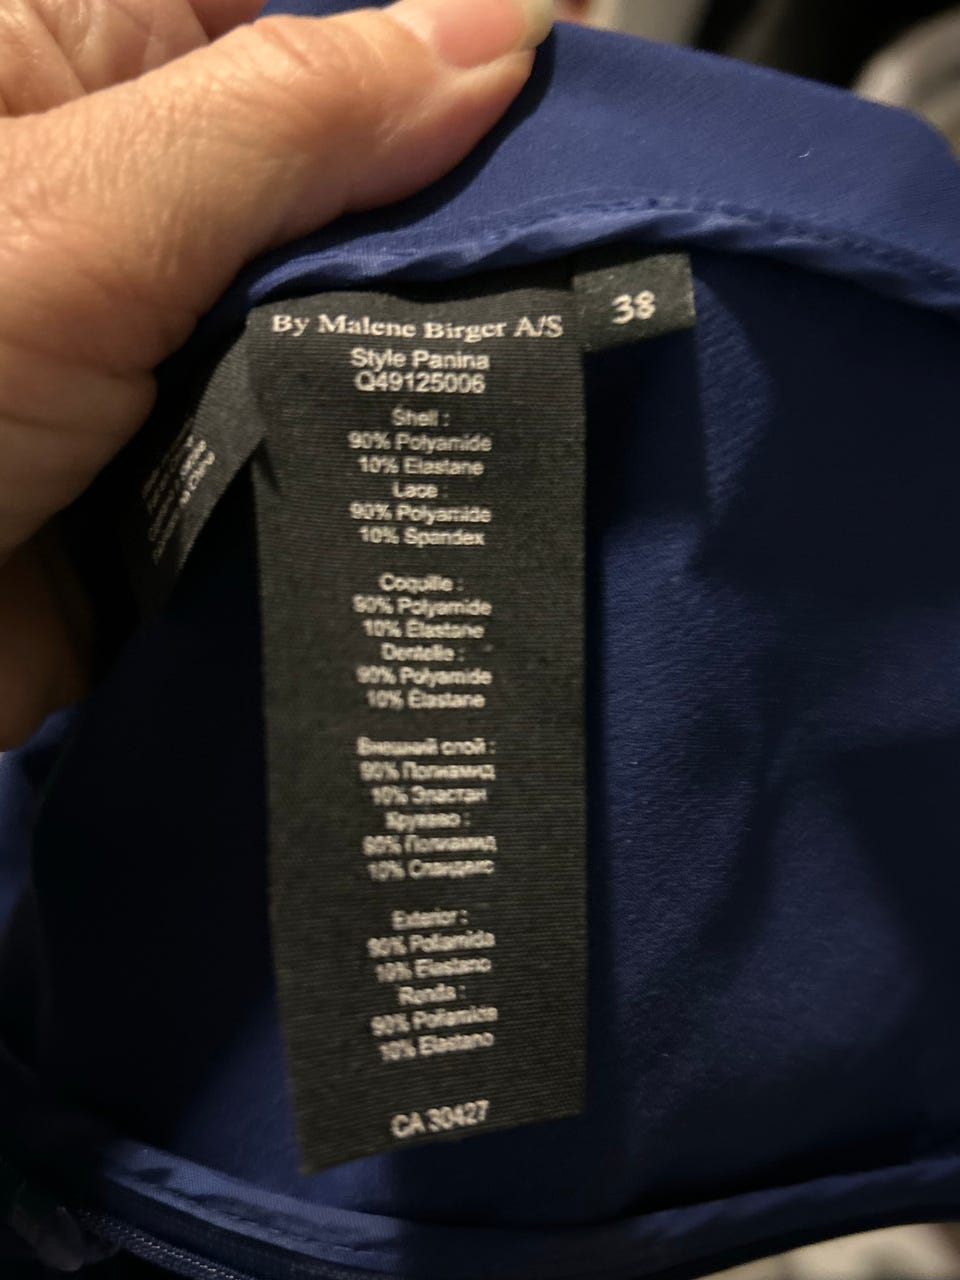 By Malene Birger A/S
38
Style Panina
Q49125006
Shell :
90% Polyamide
10% Elastane
Lace :
90% Polyamide
10% Spandex
Coquille :
90% Polyamide
10% Elastane
Dentelle :
90% Polyamide
10% Elastane
Внешний слой :
90% Полиамид
10% Эластан
Кружево :
90% Полиамид
10% Спандекс
Exterior :
90% Poliamida
10% Elastano
Renda :
90% Poliamida
10% Elastano
CA 30427